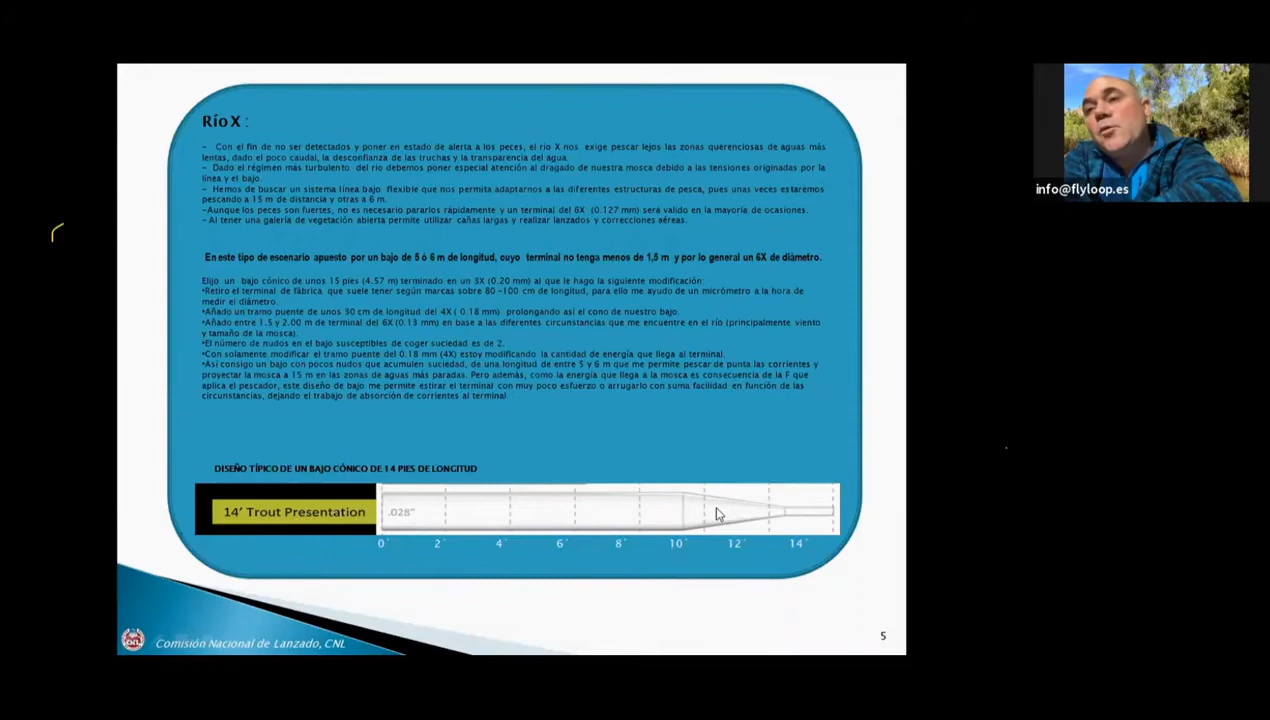 Río X :
- Con el fin de no ser detectados y poner en estado de alerta a los peces, el río X nos exige pescar lejos las zonas querenciosas de aguas más
lentas, dado el poco caudal, la desconfianza de las truchas y la transparencia del agua.
- Dado el régimen más turbulento del río debemos poner especial atención al dragado de nuestra mosca debido a las tensiones originadas por la
línea y el bajo.
- Hemos de buscar un sistema línea bajo flexible que nos permita adaptarnos a las diferentes estructuras de pesca, pues unas veces estaremos
pescando a 15 m de distancia y otras a 6 m.
-Aunque los peces son fuertes, no es necesario pararlos rápidamente y un terminal del 6X (0.127 mm) será valido en la mayoría de ocasiones.
- Al tener una galería de vegetación abierta permite utilizar cañas largas y realizar lanzados y correcciones aéreas.
En este tipo de escenario apuesto por un bajo de 5 ó 6 m de longitud, cuyo terminal no tenga menos de 1,5 m y por lo general un 6X de diámetro.
Elijo un bajo cónico de unos 15 pies (4.57 m) terminado en un 3X (0.20 mm) al que le hago la siguiente modificación:
•Retiro el terminal de fábrica que suele tener según marcas sobre 80 -100 cm de longitud, para ello me ayudo de un micrómetro a la hora de
medir el diámetro.
•Añado un tramo puente de unos 30 cm de longitud del 4X ( 0.18 mm) prolongando así el cono de nuestro bajo.
•Añado entre 1.5 y 2.00 m de terminal del 6X (0.13 mm) en base a las diferentes circunstancias que me encuentre en el río (principalmente viento
y tamaño de la mosca).
•El número de nudos en el bajo susceptibles de coger suciedad es de 2.
•Con solamente modificar el tramo puente del 0.18 mm (4X) estoy modificando la cantidad de energía que llega al terminal.
•Así consigo un bajo con pocos nudos que acumulen suciedad, de una longitud de entre 5 y 6 m que me permite pescar de punta las corrientes y
proyectar la mosca a 15 m en las zonas de aguas más paradas. Pero además, como la energía que llega a la mosca es consecuencia de la F que
aplica el pescador, este diseño de bajo me permite estirar el terminal con muy poco esfuerzo o arrugarlo con suma facilidad en función de las
circunstancias, dejando el trabajo de absorción de corrientes al terminal.
DISEÑO TÍPICO DE UN BAJO CÓNICO DE 14 PIES DE LONGITUD
14′ Trout Presentation .028"
0′ 2′ 4′ 6′ 8′ 10′ 12′ 14′
CNL Comisión Nacional de Lanzado, CNL
5
info@flyloop.es